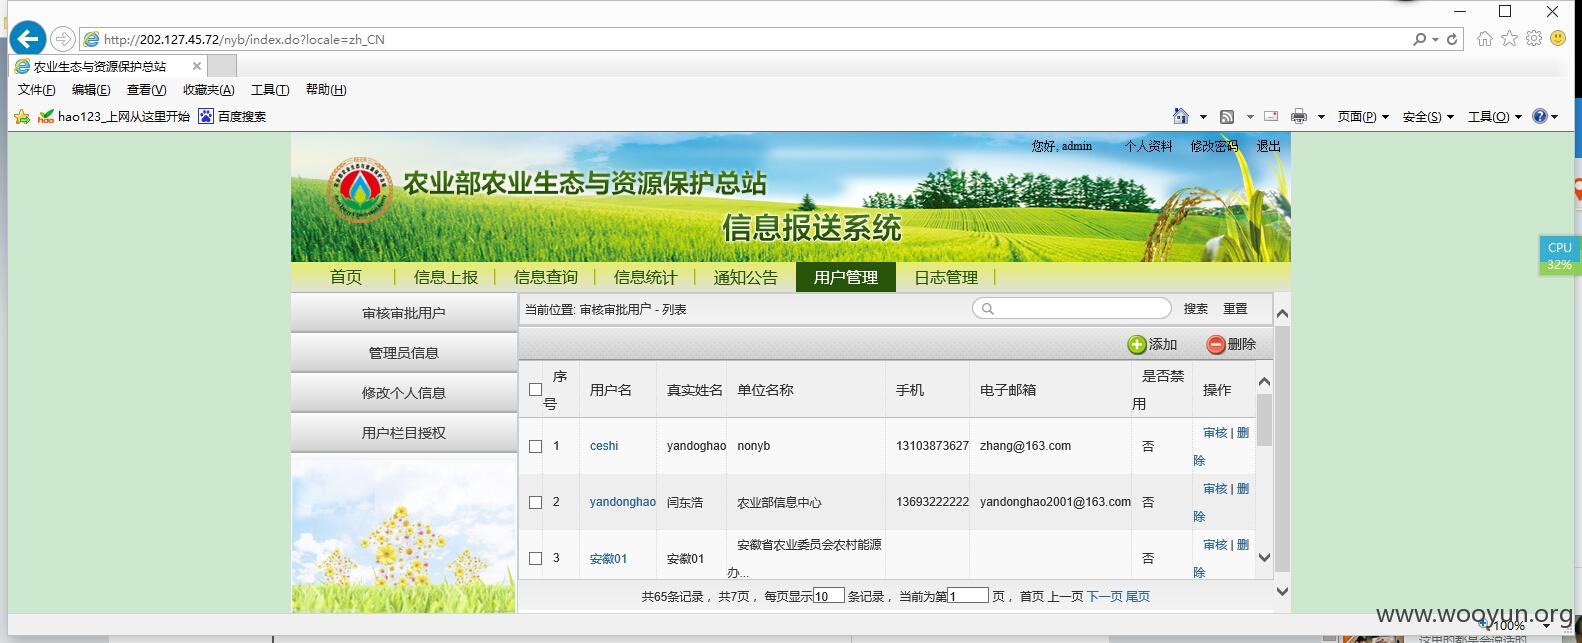 http://202.127.45.72/nyb/index.do?locale=zh_CN
农业生态与资源保护总站
文件(F) 编辑(E) 查看(V) 收藏夹(A) 工具(T) 帮助(H)
hao123_上网从这里开始 百度搜索
页面(P) 安全(S) 工具(O)
您好, admin 个人资料 修改密码 退出
农业部农业生态与资源保护总站
信息报送系统
CPU
32%
首页 信息上报 信息查询 信息统计 通知公告 用户管理 日志管理
审核审批用户
管理员信息
修改个人信息
用户栏目授权
当前位置: 审核审批用户 - 列表 搜索 重置
添加 删除
序号 用户名 真实姓名 单位名称 手机 电子邮箱 是否禁用 操作
1 ceshi yandoghao nonyb 13103873627 zhang@163.com 否 审核 | 删除
2 yandonghao 闫东浩 农业部信息中心 13693222222 yandonghao2001@163.com 否 审核 | 删除
3 安徽01 安徽01 安徽省农业委员会农村能源办... 否 审核 | 删除
共65条记录，共7页，每页显示10 条记录，当前为第1 页，首页 上一页 下一页 尾页
www.wooyun.org
100%